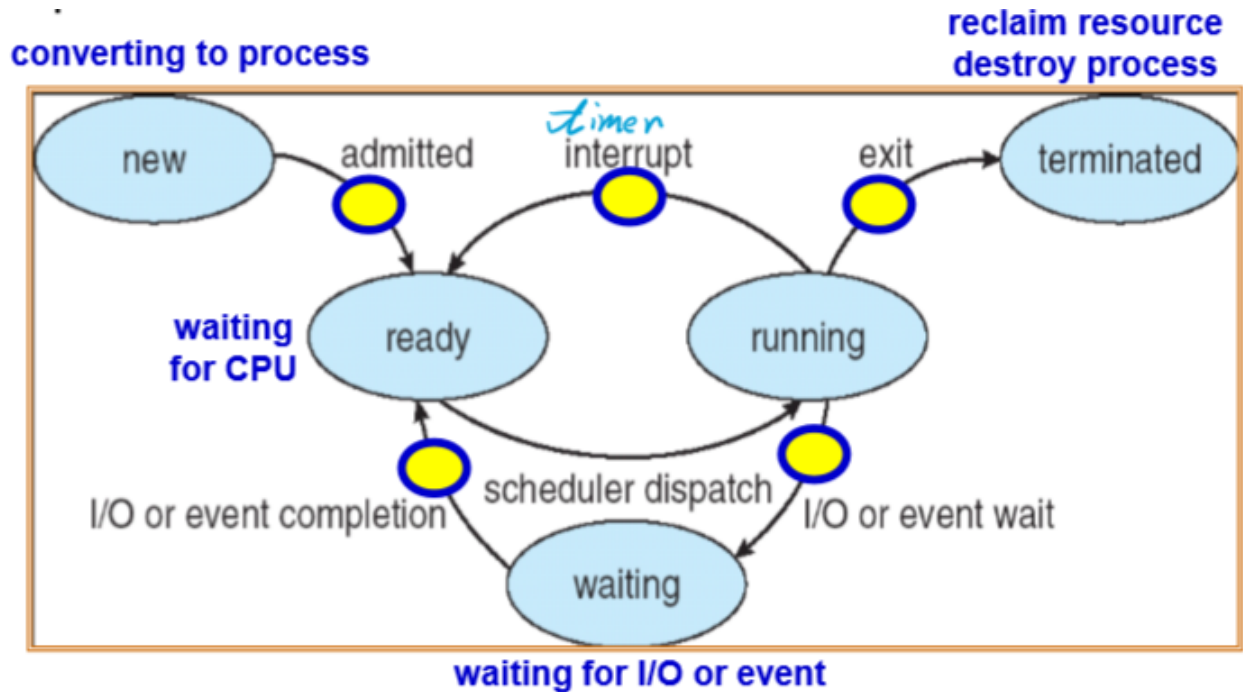 reclaim resource
converting to process
destroy process
timer
new
admitted
interrupt
exit
terminated
waiting
for CPU
ready
running
scheduler dispatch
I/O or event completion
I/O or event wait
waiting
waiting for I/O or event